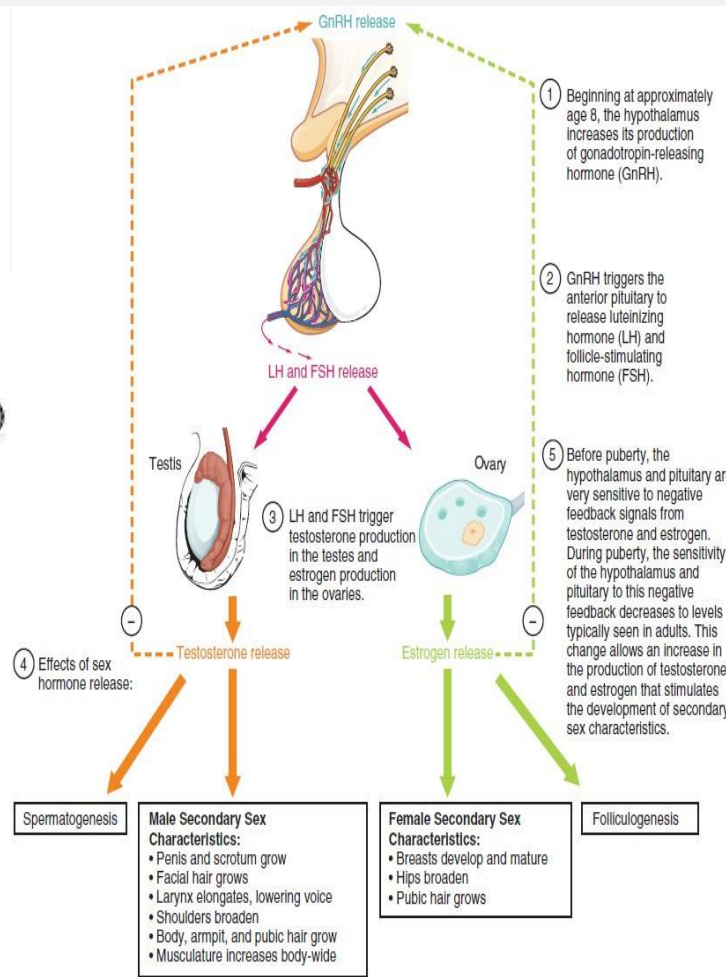 GnRH release
1
Beginning at approximately
age 8, the hypothalamus
increases its production
of gonadotropin-releasing
hormone (GnRH).
2
GnRH triggers the
anterior pituitary to
release luteinizing
hormone (LH) and
follicle-stimulating
hormone (FSH).
LH and FSH release
Testis
Ovary
3
LH and FSH trigger
testosterone production
in the testes and
estrogen production
in the ovaries.
5
Before puberty, the
hypothalamus and pituitary ar
very sensitive to negative
feedback signals from
testosterone and estrogen.
During puberty, the sensitivity
of the hypothalamus and
pituitary to this negative
feedback decreases to levels
typically seen in adults. This
change allows an increase in
the production of testosterone
and estrogen that stimulates
the development of secondary
sex characteristics.
−
−
Testosterone release
Estrogen release
4
Effects of sex
hormone release:
Spermatogenesis
Male Secondary Sex
Characteristics:
• Penis and scrotum grow
• Facial hair grows
• Larynx elongates, lowering voice
• Shoulders broaden
• Body, armpit, and pubic hair grow
• Musculature increases body-wide
Female Secondary Sex
Characteristics:
• Breasts develop and mature
• Hips broaden
• Pubic hair grows
Folliculogenesis